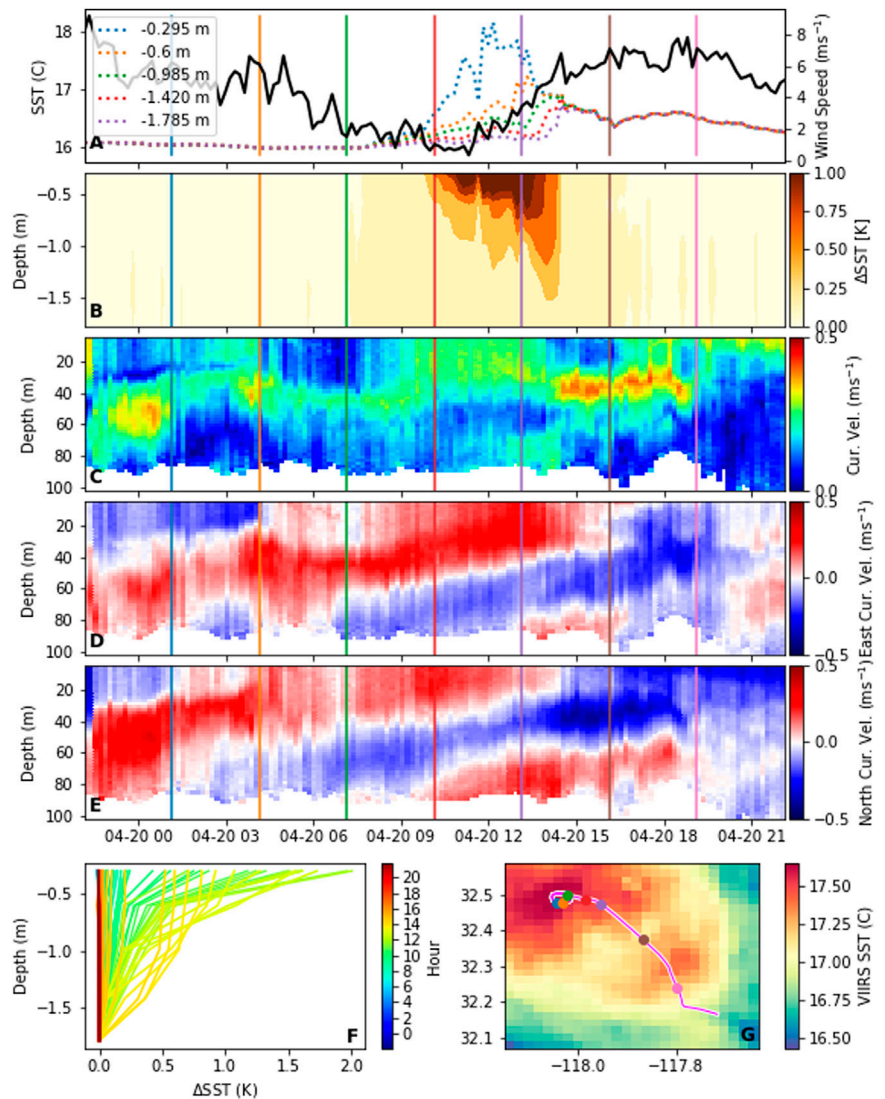 18
17
16
SST (C)
-0.295 m
-0.6 m
-0.985 m
-1.420 m
-1.785 m
A
8
6
4
2
0
Wind Speed (ms⁻¹)
−0.5
−1.0
−1.5
Depth (m)
B
1.00
0.75
0.50
0.25
0.00
ΔSST [K]
20
40
60
80
100
Depth (m)
C
0.5
0.0
Cur. Vel. (ms⁻¹)
20
40
60
80
100
Depth (m)
D
0.5
0.0
−0.5
East Cur. Vel. (ms⁻¹)
20
40
60
80
100
Depth (m)
E
0.5
0.0
−0.5
North Cur. Vel. (ms⁻¹)
04-20 00 04-20 03 04-20 06 04-20 09 04-20 12 04-20 15 04-20 18 04-20 21
−0.5
−1.0
−1.5
Depth (m)
F
0.0 0.5 1.0 1.5 2.0
ΔSST (K)
20
18
16
14
12
10
8
6
4
2
0
Hour
32.5
32.4
32.3
32.2
32.1
G
−118.0 −117.8
17.50
17.25
17.00
16.75
16.50
VIIRS SST (C)